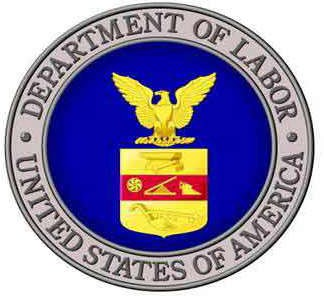 DEPARTMENT OF LABOR
UNITED STATES OF AMERICA